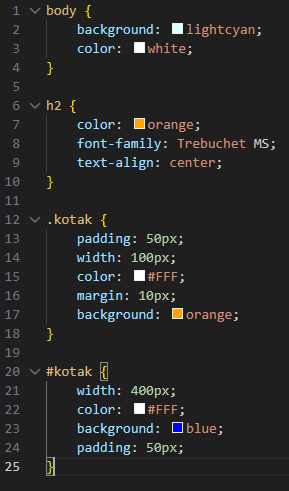 1 body {
2     background: lightcyan;
3     color: white;
4 }
5
6 h2 {
7     color: orange;
8     font-family: Trebuchet MS;
9     text-align: center;
10 }
11
12 .kotak {
13     padding: 50px;
14     width: 100px;
15     color: #FFF;
16     margin: 10px;
17     background: orange;
18 }
19
20 #kotak {
21     width: 400px;
22     color: #FFF;
23     background: blue;
24     padding: 50px;
25 }